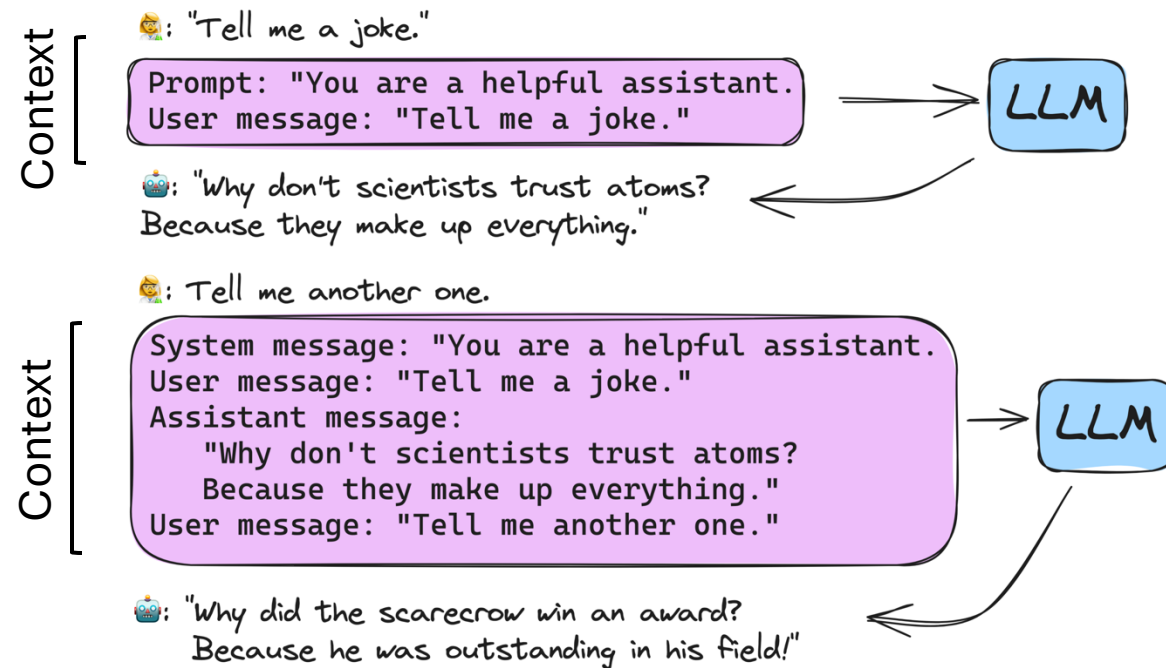 Context
: "Tell me a joke."
Prompt: "You are a helpful assistant.
User message: "Tell me a joke."
LLM
: "Why don't scientists trust atoms?
Because they make up everything."
: Tell me another one.
Context
System message: "You are a helpful assistant.
User message: "Tell me a joke."
Assistant message:
"Why don't scientists trust atoms?
Because they make up everything."
User message: "Tell me another one."
LLM
: "Why did the scarecrow win an award?
Because he was outstanding in his field!"